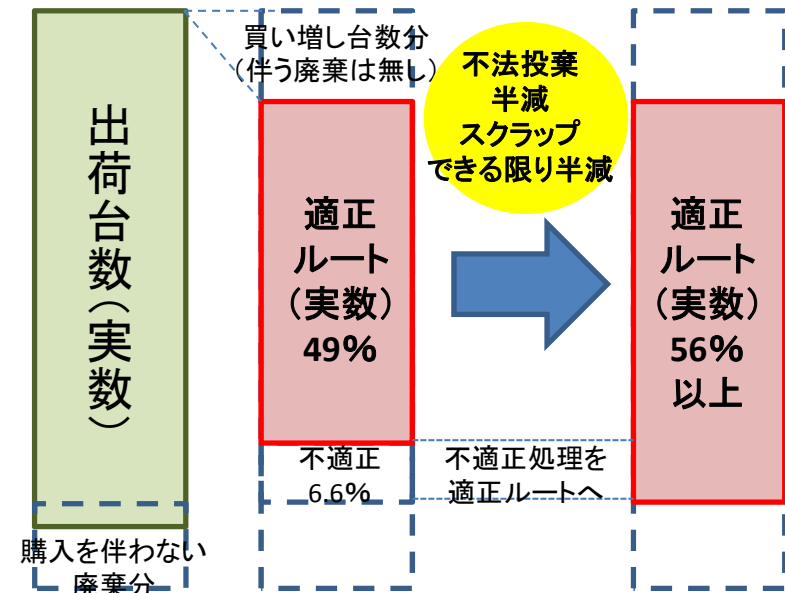 出荷台数(実数)
購入を伴わない
廃棄分
買い増し台数分
(伴う廃棄は無し)
適正
ルート
(実数)
49%
不適正
6.6%
不法投棄
半減
スクラップ
できる限り半減
不適正処理を
適正ルートへ
適正
ルート
(実数)
56%
以上